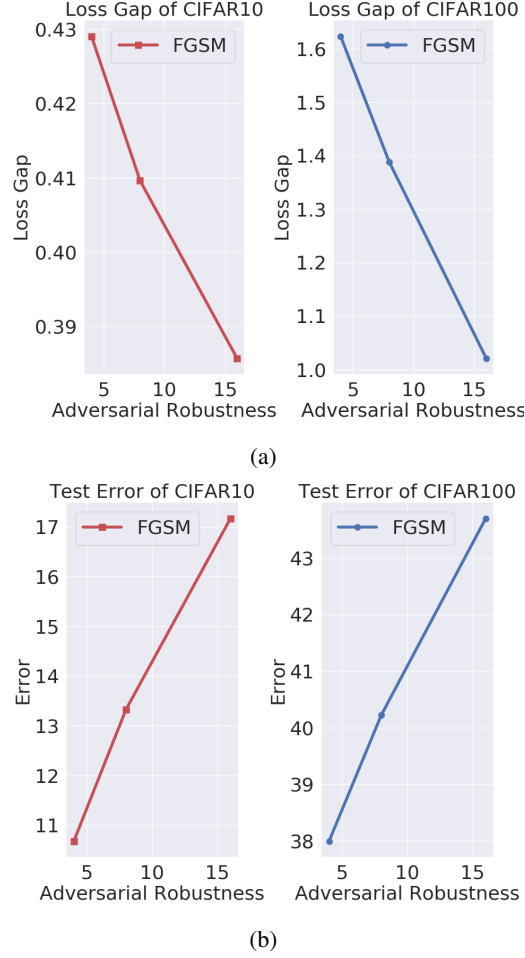 Loss Gap of CIFAR10
FGSM
0.43
0.42
0.41
0.40
0.39
Loss Gap
5 10 15
Adversarial Robustness
Loss Gap of CIFAR100
FGSM
1.6
1.5
1.4
1.3
1.2
1.1
1.0
Loss Gap
5 10 15
Adversarial Robustness
(a)
Test Error of CIFAR10
FGSM
17
16
15
14
13
12
11
Error
5 10 15
Adversarial Robustness
Test Error of CIFAR100
FGSM
43
42
41
40
39
38
Error
5 10 15
Adversarial Robustness
(b)